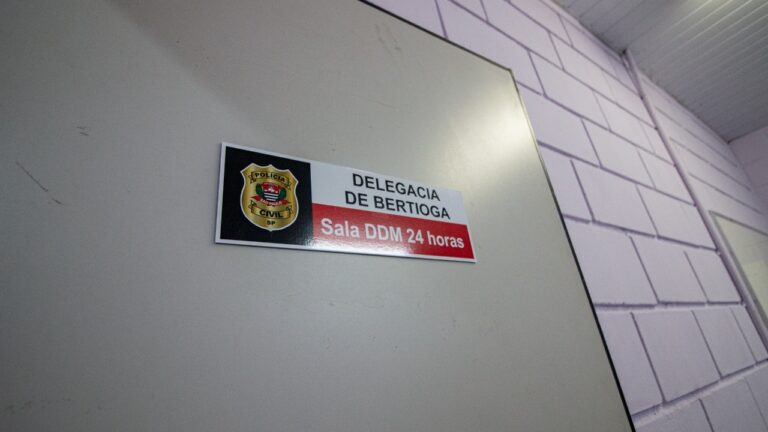 POLÍCIA
CIVIL
SP
DELEGACIA
DE BERTIOGA
Sala DDM 24 horas